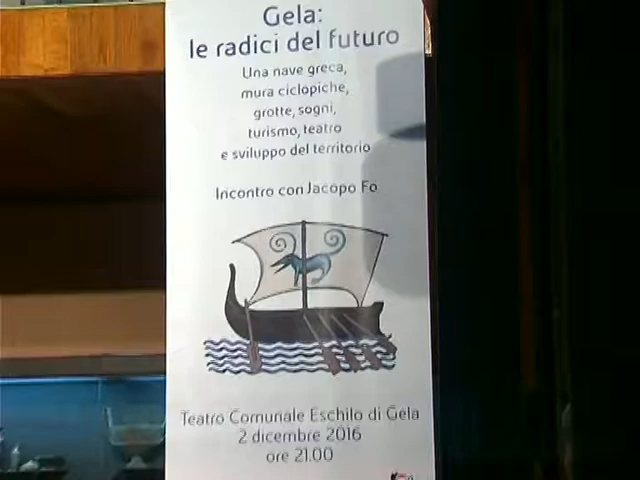 Gela:
le radici del futuro
Una nave greca,
mura ciclopiche,
grotte, sogni,
turismo, teatro
e sviluppo del territorio
Incontro con Jacopo Fo
Teatro Comunale Eschilo di Gela
2 dicembre 2016
ore 21.00